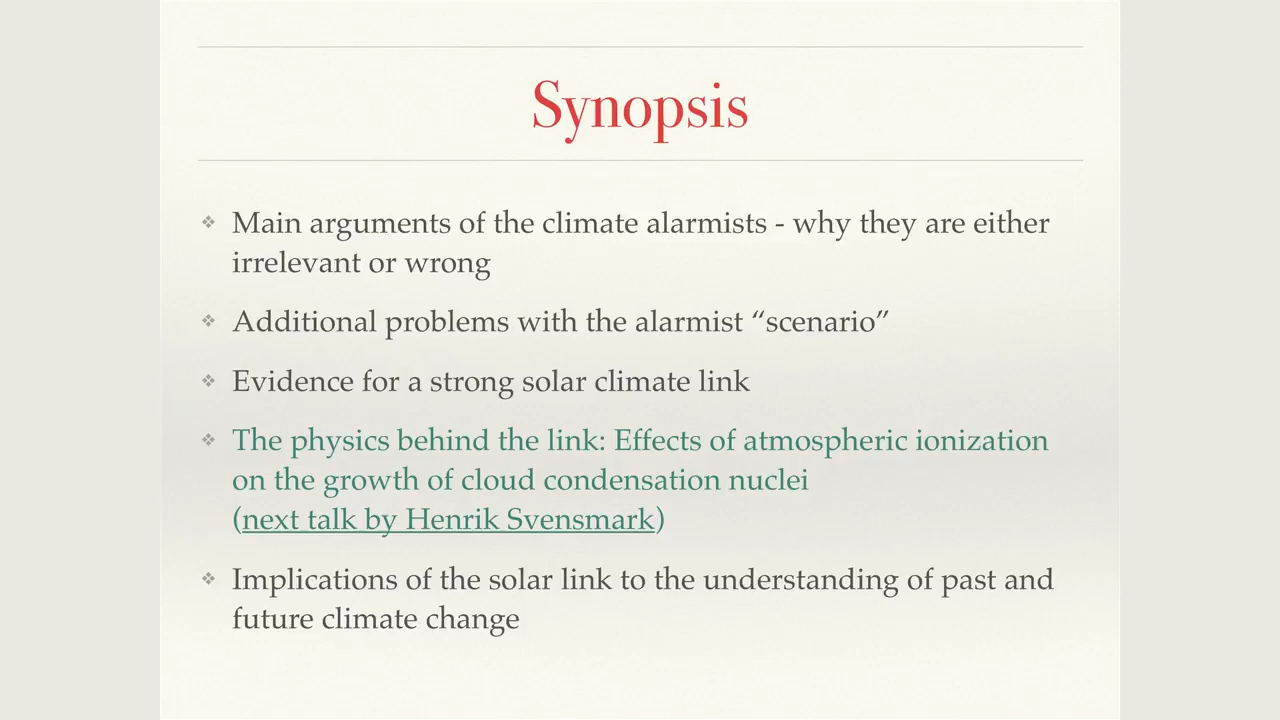 Synopsis
❖ Main arguments of the climate alarmists - why they are either
irrelevant or wrong
❖ Additional problems with the alarmist “scenario”
❖ Evidence for a strong solar climate link
❖ The physics behind the link: Effects of atmospheric ionization
on the growth of cloud condensation nuclei
(next talk by Henrik Svensmark)
❖ Implications of the solar link to the understanding of past and
future climate change